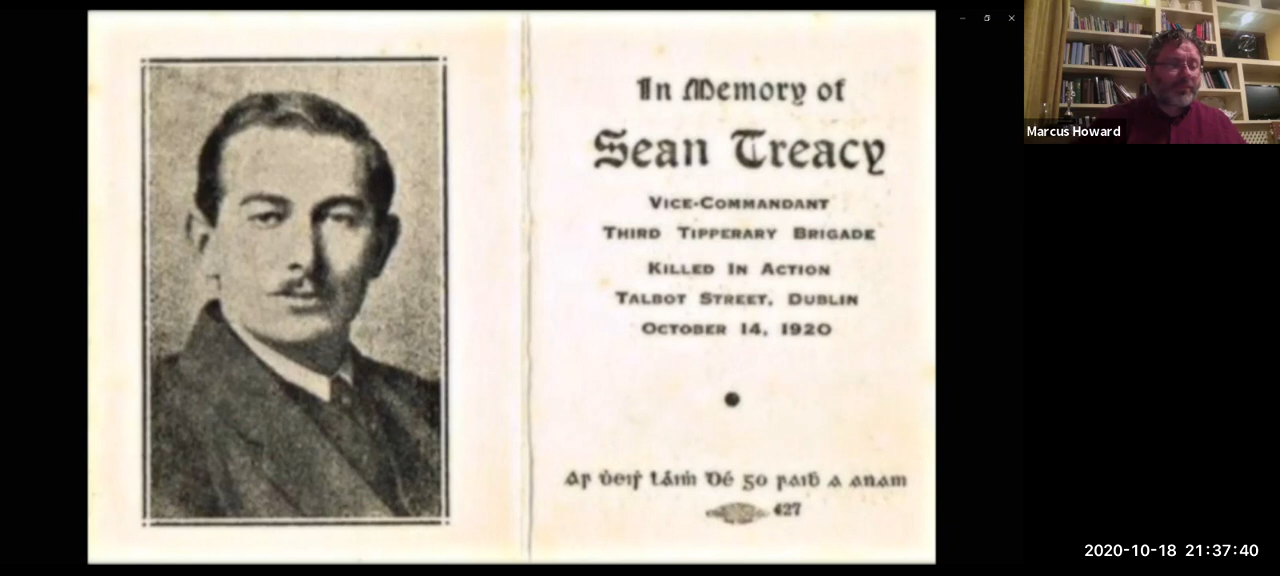 In Memory of
Sean Treacy
VICE-COMMANDANT
THIRD TIPPERARY BRIGADE
KILLED IN ACTION
TALBOT STREET, DUBLIN
OCTOBER 14, 1920
Ar ḋeiṡ láiṁ Dé go raiḃ a anam
427
Marcus Howard
2020-10-18 21:37:40